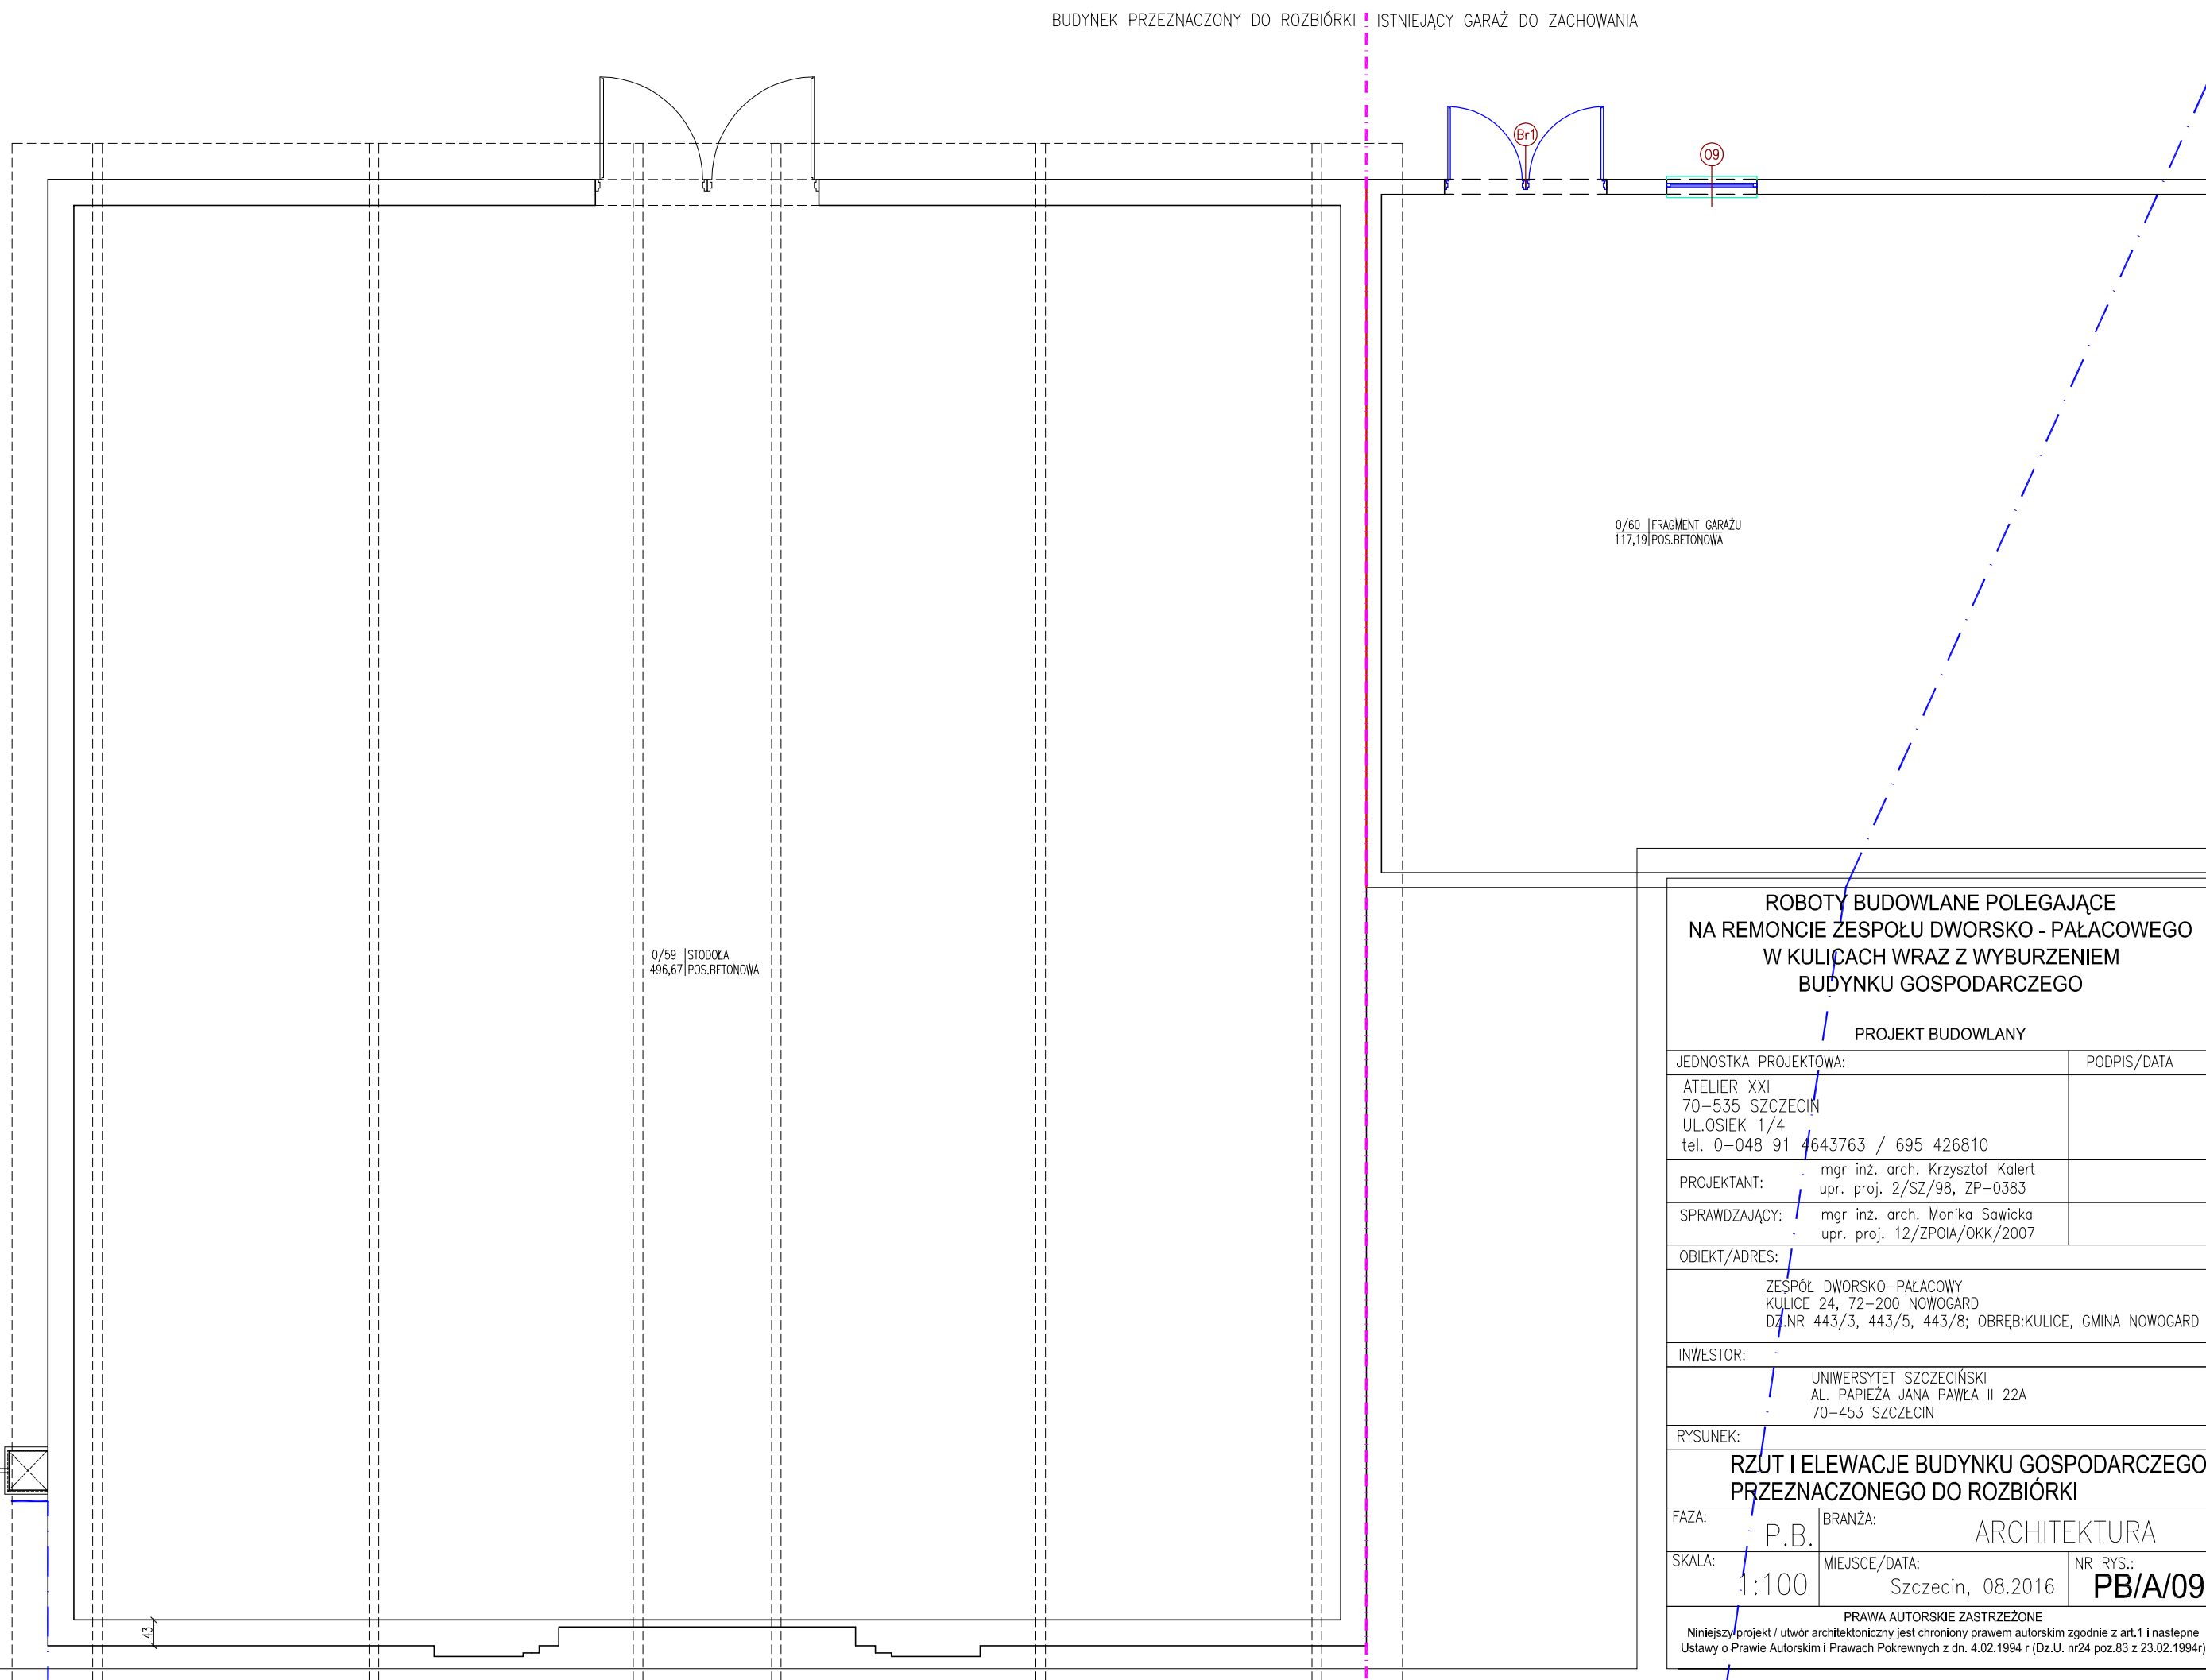 BUDYNEK PRZEZNACZONY DO ROZBIÓRKI ISTNIEJĄCY GARAŻ DO ZACHOWANIA
Br1
O9
0/60 FRAGMENT GARAŻU
117,19 POS.BETONOWA
0/59 STODOŁA
496,67 POS.BETONOWA
43
ROBOTY BUDOWLANE POLEGAJĄCE
NA REMONCIE ZESPOŁU DWORSKO - PAŁACOWEGO
W KULICACH WRAZ Z WYBURZENIEM
BUDYNKU GOSPODARCZEGO
PROJEKT BUDOWLANY
JEDNOSTKA PROJEKTOWA: PODPIS/DATA
ATELIER XXI
70-535 SZCZECIN
UL.OSIEK 1/4
tel. 0-048 91 4643763 / 695 426810
PROJEKTANT: mgr inż. arch. Krzysztof Kalert
upr. proj. 2/SZ/98, ZP-0383
SPRAWDZAJĄCY: mgr inż. arch. Monika Sawicka
upr. proj. 12/ZPOIA/OKK/2007
OBIEKT/ADRES:
ZESPÓŁ DWORSKO-PAŁACOWY
KULICE 24, 72-200 NOWOGARD
DZ.NR 443/3, 443/5, 443/8; OBRĘB:KULICE, GMINA NOWOGARD
INWESTOR:
UNIWERSYTET SZCZECIŃSKI
AL. PAPIEŻA JANA PAWŁA II 22A
70-453 SZCZECIN
RYSUNEK:
RZUT I ELEWACJE BUDYNKU GOSPODARCZEGO
PRZEZNACZONEGO DO ROZBIÓRKI
FAZA: P.B. BRANŻA: ARCHITEKTURA
SKALA: 1:100 MIEJSCE/DATA: Szczecin, 08.2016 NR RYS.: PB/A/09
PRAWA AUTORSKIE ZASTRZEŻONE
Niniejszy projekt / utwór architektoniczny jest chroniony prawem autorskim zgodnie z art.1 i następne
Ustawy o Prawie Autorskim i Prawach Pokrewnych z dn. 4.02.1994 r (Dz.U. nr24 poz.83 z 23.02.1994r)